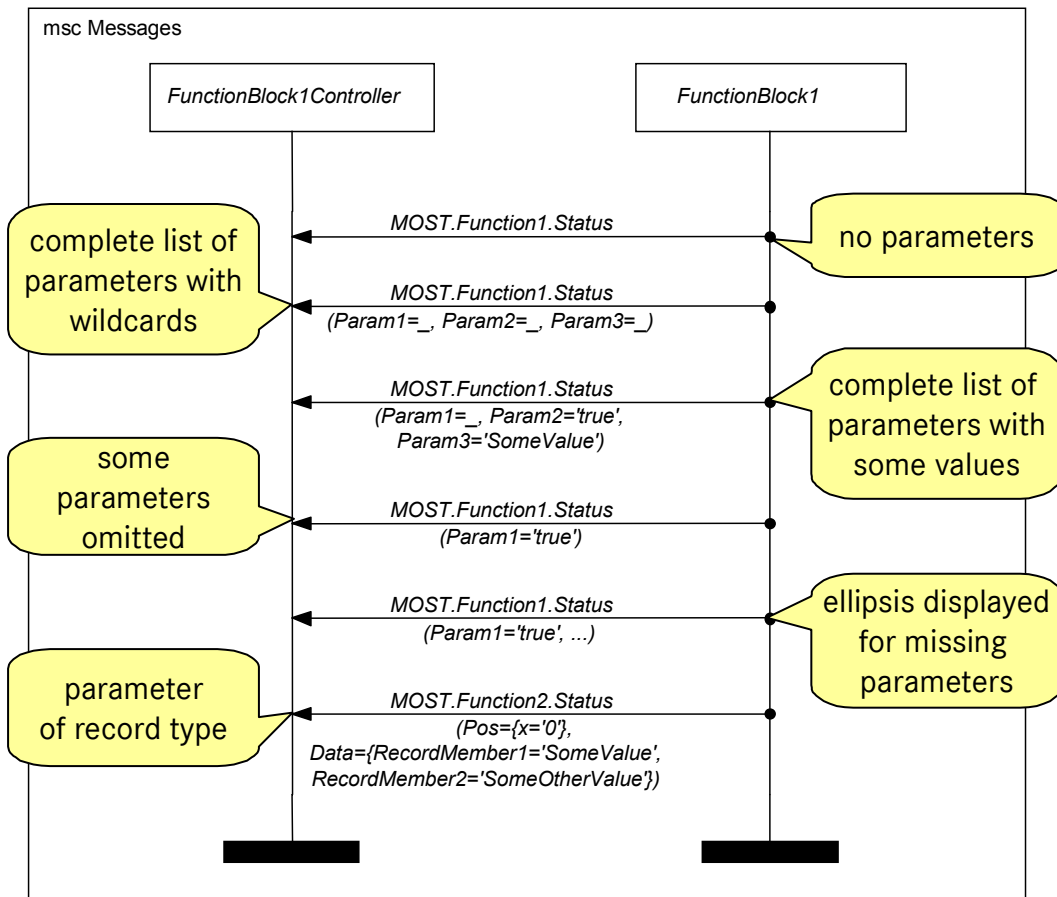 msc Messages
FunctionBlock1Controller
FunctionBlock1
MOST.Function1.Status
no parameters
complete list of
parameters with
wildcards
MOST.Function1.Status
(Param1=_, Param2=_, Param3=_)
MOST.Function1.Status
(Param1=_, Param2='true',
Param3='SomeValue')
complete list of
parameters with
some values
some
parameters
omitted
MOST.Function1.Status
(Param1='true')
MOST.Function1.Status
(Param1='true', ...)
ellipsis displayed
for missing
parameters
parameter
of record type
MOST.Function2.Status
(Pos={x='0'},
Data={RecordMember1='SomeValue',
RecordMember2='SomeOtherValue'})